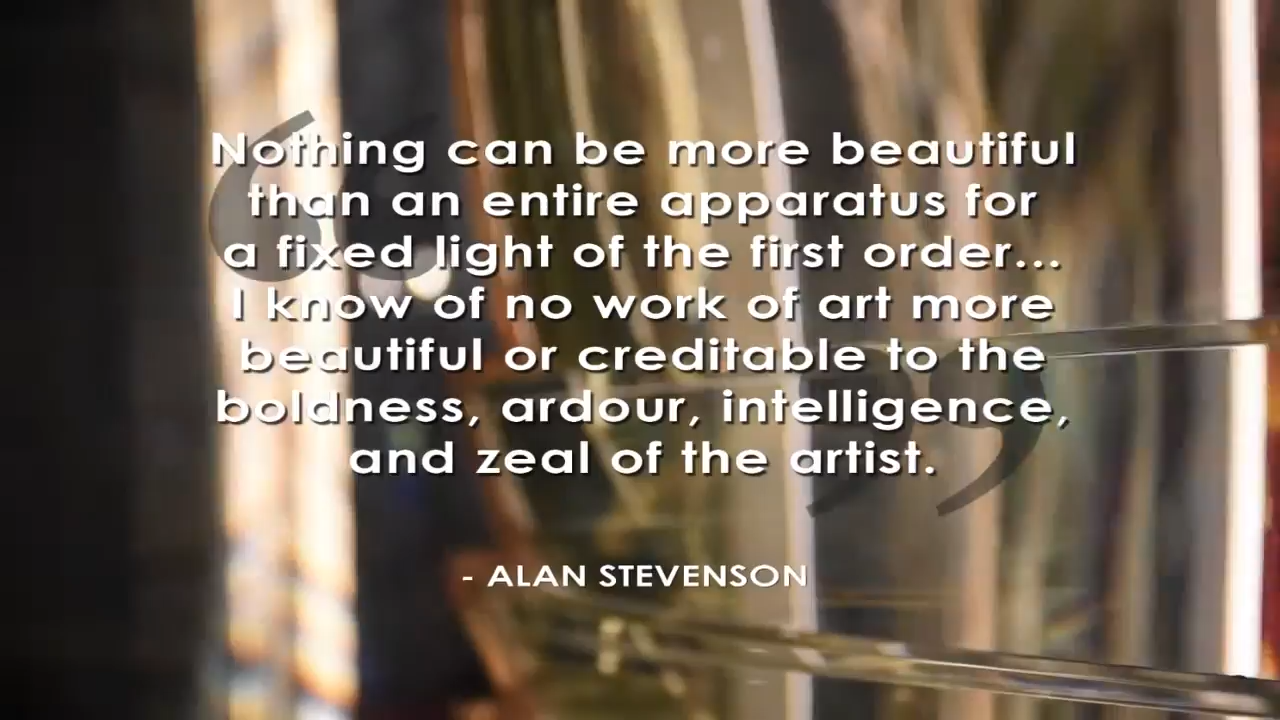 Nothing can be more beautiful
than an entire apparatus for
a fixed light of the first order...
I know of no work of art more
beautiful or creditable to the
boldness, ardour, intelligence,
and zeal of the artist.
- ALAN STEVENSON